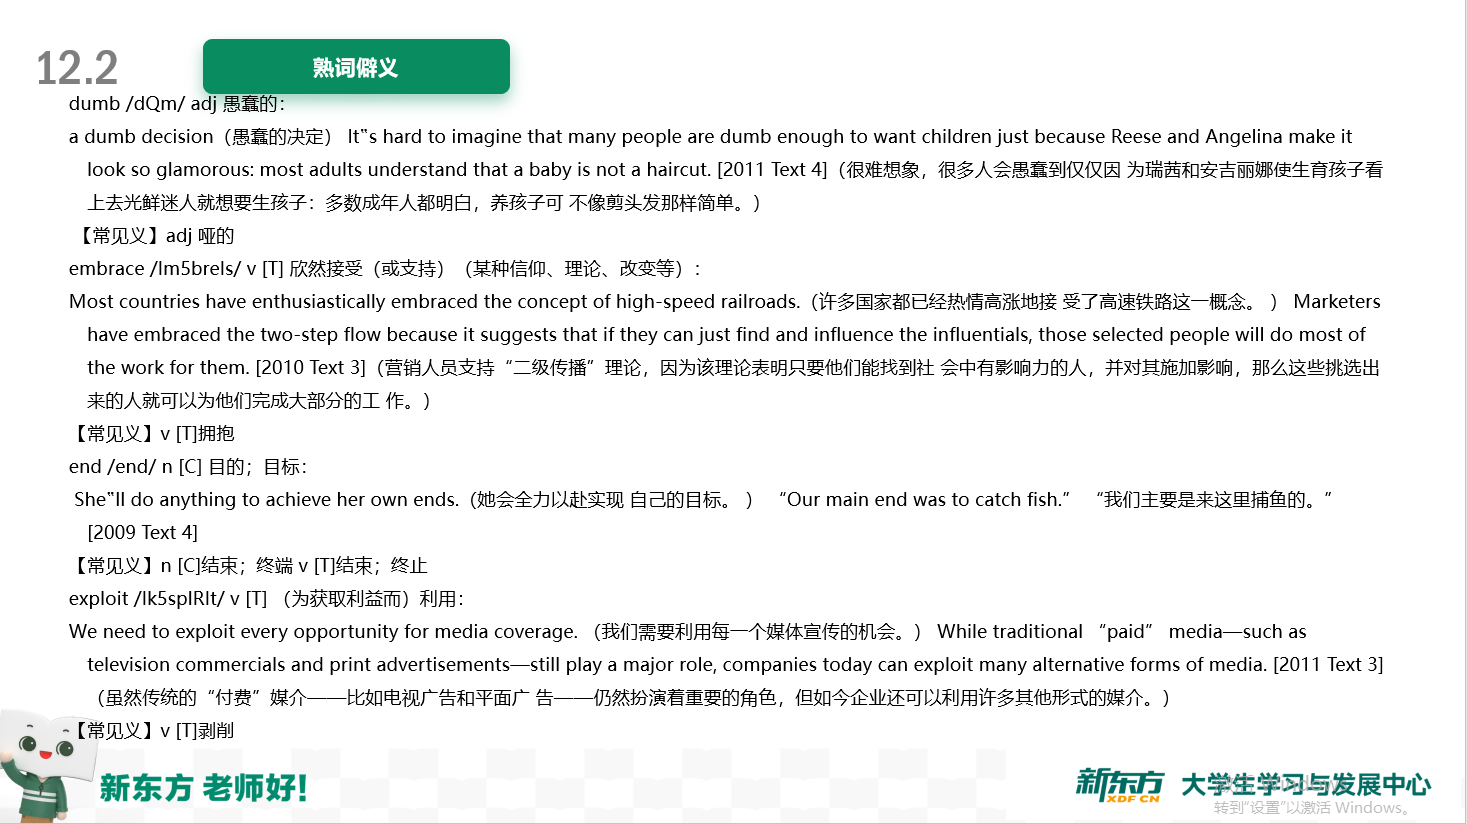 12.2
熟词僻义
dumb /dQm/ adj 愚蠢的：
a dumb decision（愚蠢的决定） It‟s hard to imagine that many people are dumb enough to want children just because Reese and Angelina make it
look so glamorous: most adults understand that a baby is not a haircut. [2011 Text 4]（很难想象，很多人会愚蠢到仅仅因 为瑞茜和安吉丽娜使生育孩子看
上去光鲜迷人就想要生孩子：多数成年人都明白，养孩子可 不像剪头发那样简单。）
【常见义】adj 哑的
embrace /Im5breIs/ v [T] 欣然接受（或支持）（某种信仰、理论、改变等）：
Most countries have enthusiastically embraced the concept of high-speed railroads.（许多国家都已经热情高涨地接 受了高速铁路这一概念。 ） Marketers
have embraced the two-step flow because it suggests that if they can just find and influence the influentials, those selected people will do most of
the work for them. [2010 Text 3]（营销人员支持“二级传播”理论，因为该理论表明只要他们能找到社 会中有影响力的人，并对其施加影响，那么这些挑选出
来的人就可以为他们完成大部分的工 作。）
【常见义】v [T]拥抱
end /end/ n [C] 目的；目标：
She‟ll do anything to achieve her own ends.（她会全力以赴实现 自己的目标。 ） “Our main end was to catch fish.” “我们主要是来这里捕鱼的。”
[2009 Text 4]
【常见义】n [C]结束；终端 v [T]结束；终止
exploit /Ik5splRIt/ v [T] （为获取利益而）利用：
We need to exploit every opportunity for media coverage. （我们需要利用每一个媒体宣传的机会。） While traditional “paid” media—such as
television commercials and print advertisements—still play a major role, companies today can exploit many alternative forms of media. [2011 Text 3]
（虽然传统的“付费”媒介——比如电视广告和平面广 告——仍然扮演着重要的角色，但如今企业还可以利用许多其他形式的媒介。）
【常见义】v [T]剥削
新东方 老师好！
新东方 XDF.CN 大学生学习与发展中心
激活 Windows
转到“设置”以激活 Windows。